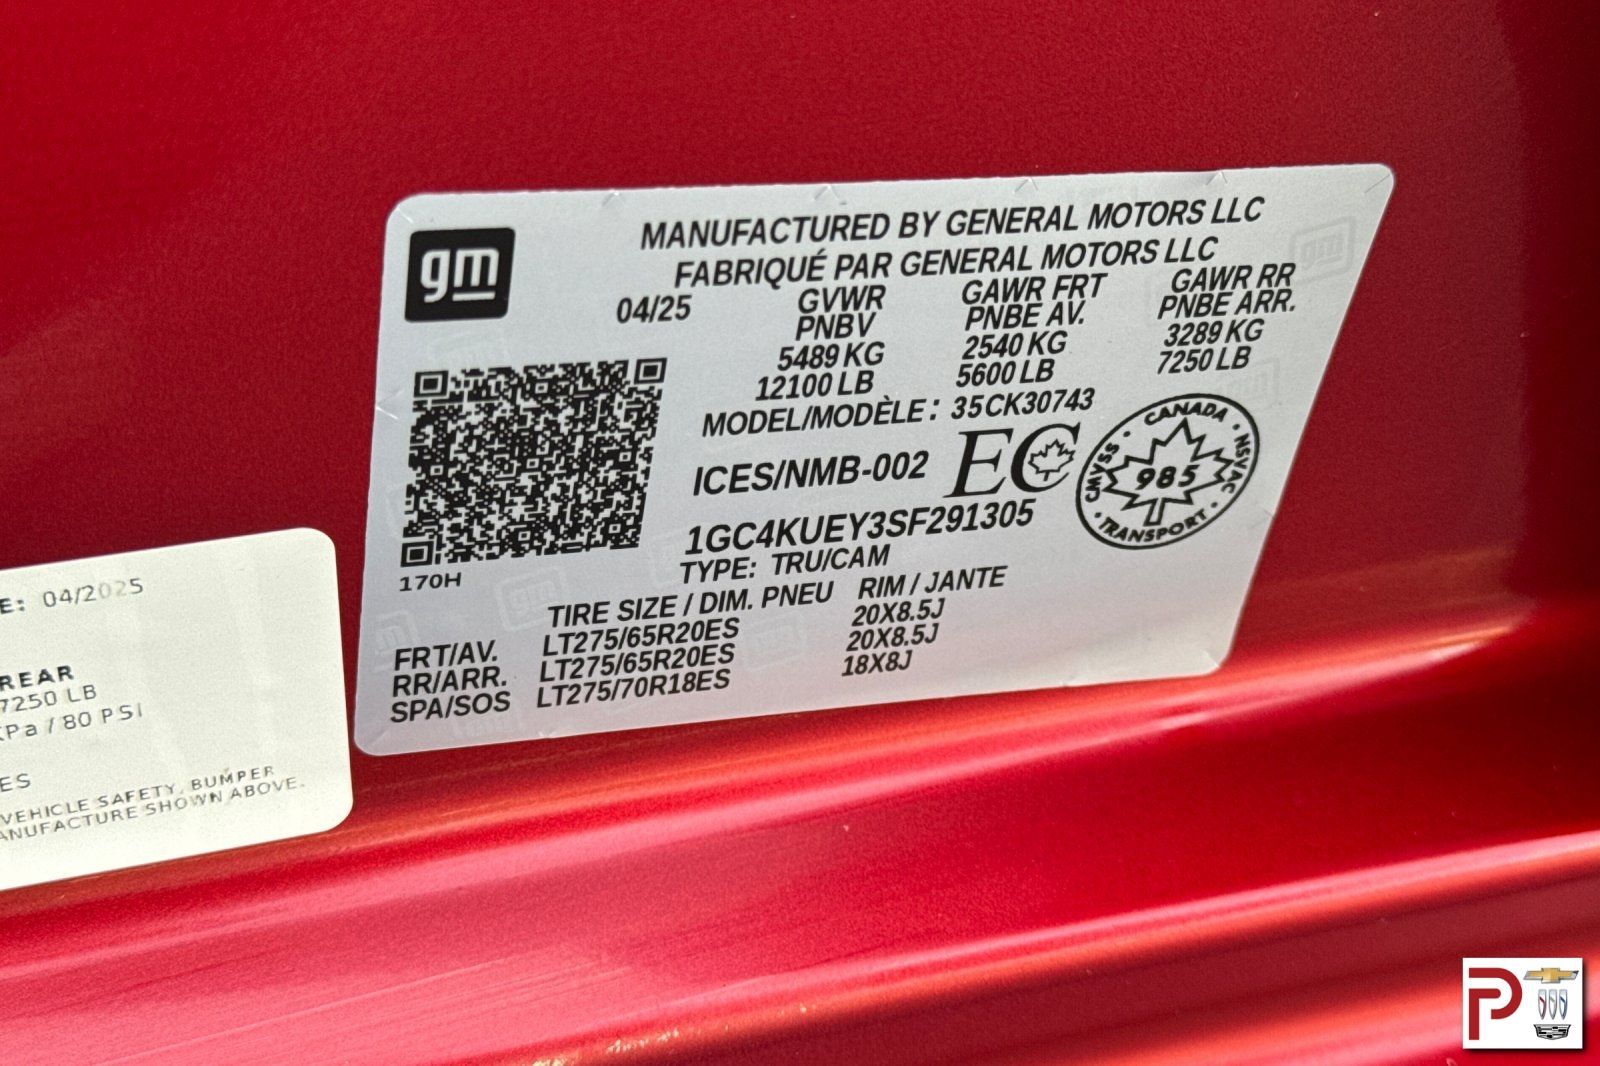 gm
MANUFACTURED BY GENERAL MOTORS LLC
FABRIQUÉ PAR GENERAL MOTORS LLC
04/25
GVWR
PNBV
5489 KG
12100 LB
GAWR FRT
PNBE AV.
2540 KG
5600 LB
GAWR RR
PNBE ARR.
3289 KG
7250 LB
MODEL/MODÈLE: 35CK30743
ICES/NMB-002 EC
CANADA
NSVAC
TRANSPORT
CMVSS
985
1GC4KUEY3SF291305
TYPE: TRU/CAM
170H
TIRE SIZE / DIM. PNEU RIM / JANTE
FRT/AV. LT275/65R20ES 20X8.5J
RR/ARR. LT275/65R20ES 20X8.5J
SPA/SOS LT275/70R18ES 18X8J
E: 04/2025
REAR
7250 LB
KPa / 80 PSI
ES
VEHICLE SAFETY, BUMPER
ANUFACTURE SHOWN ABOVE.
P